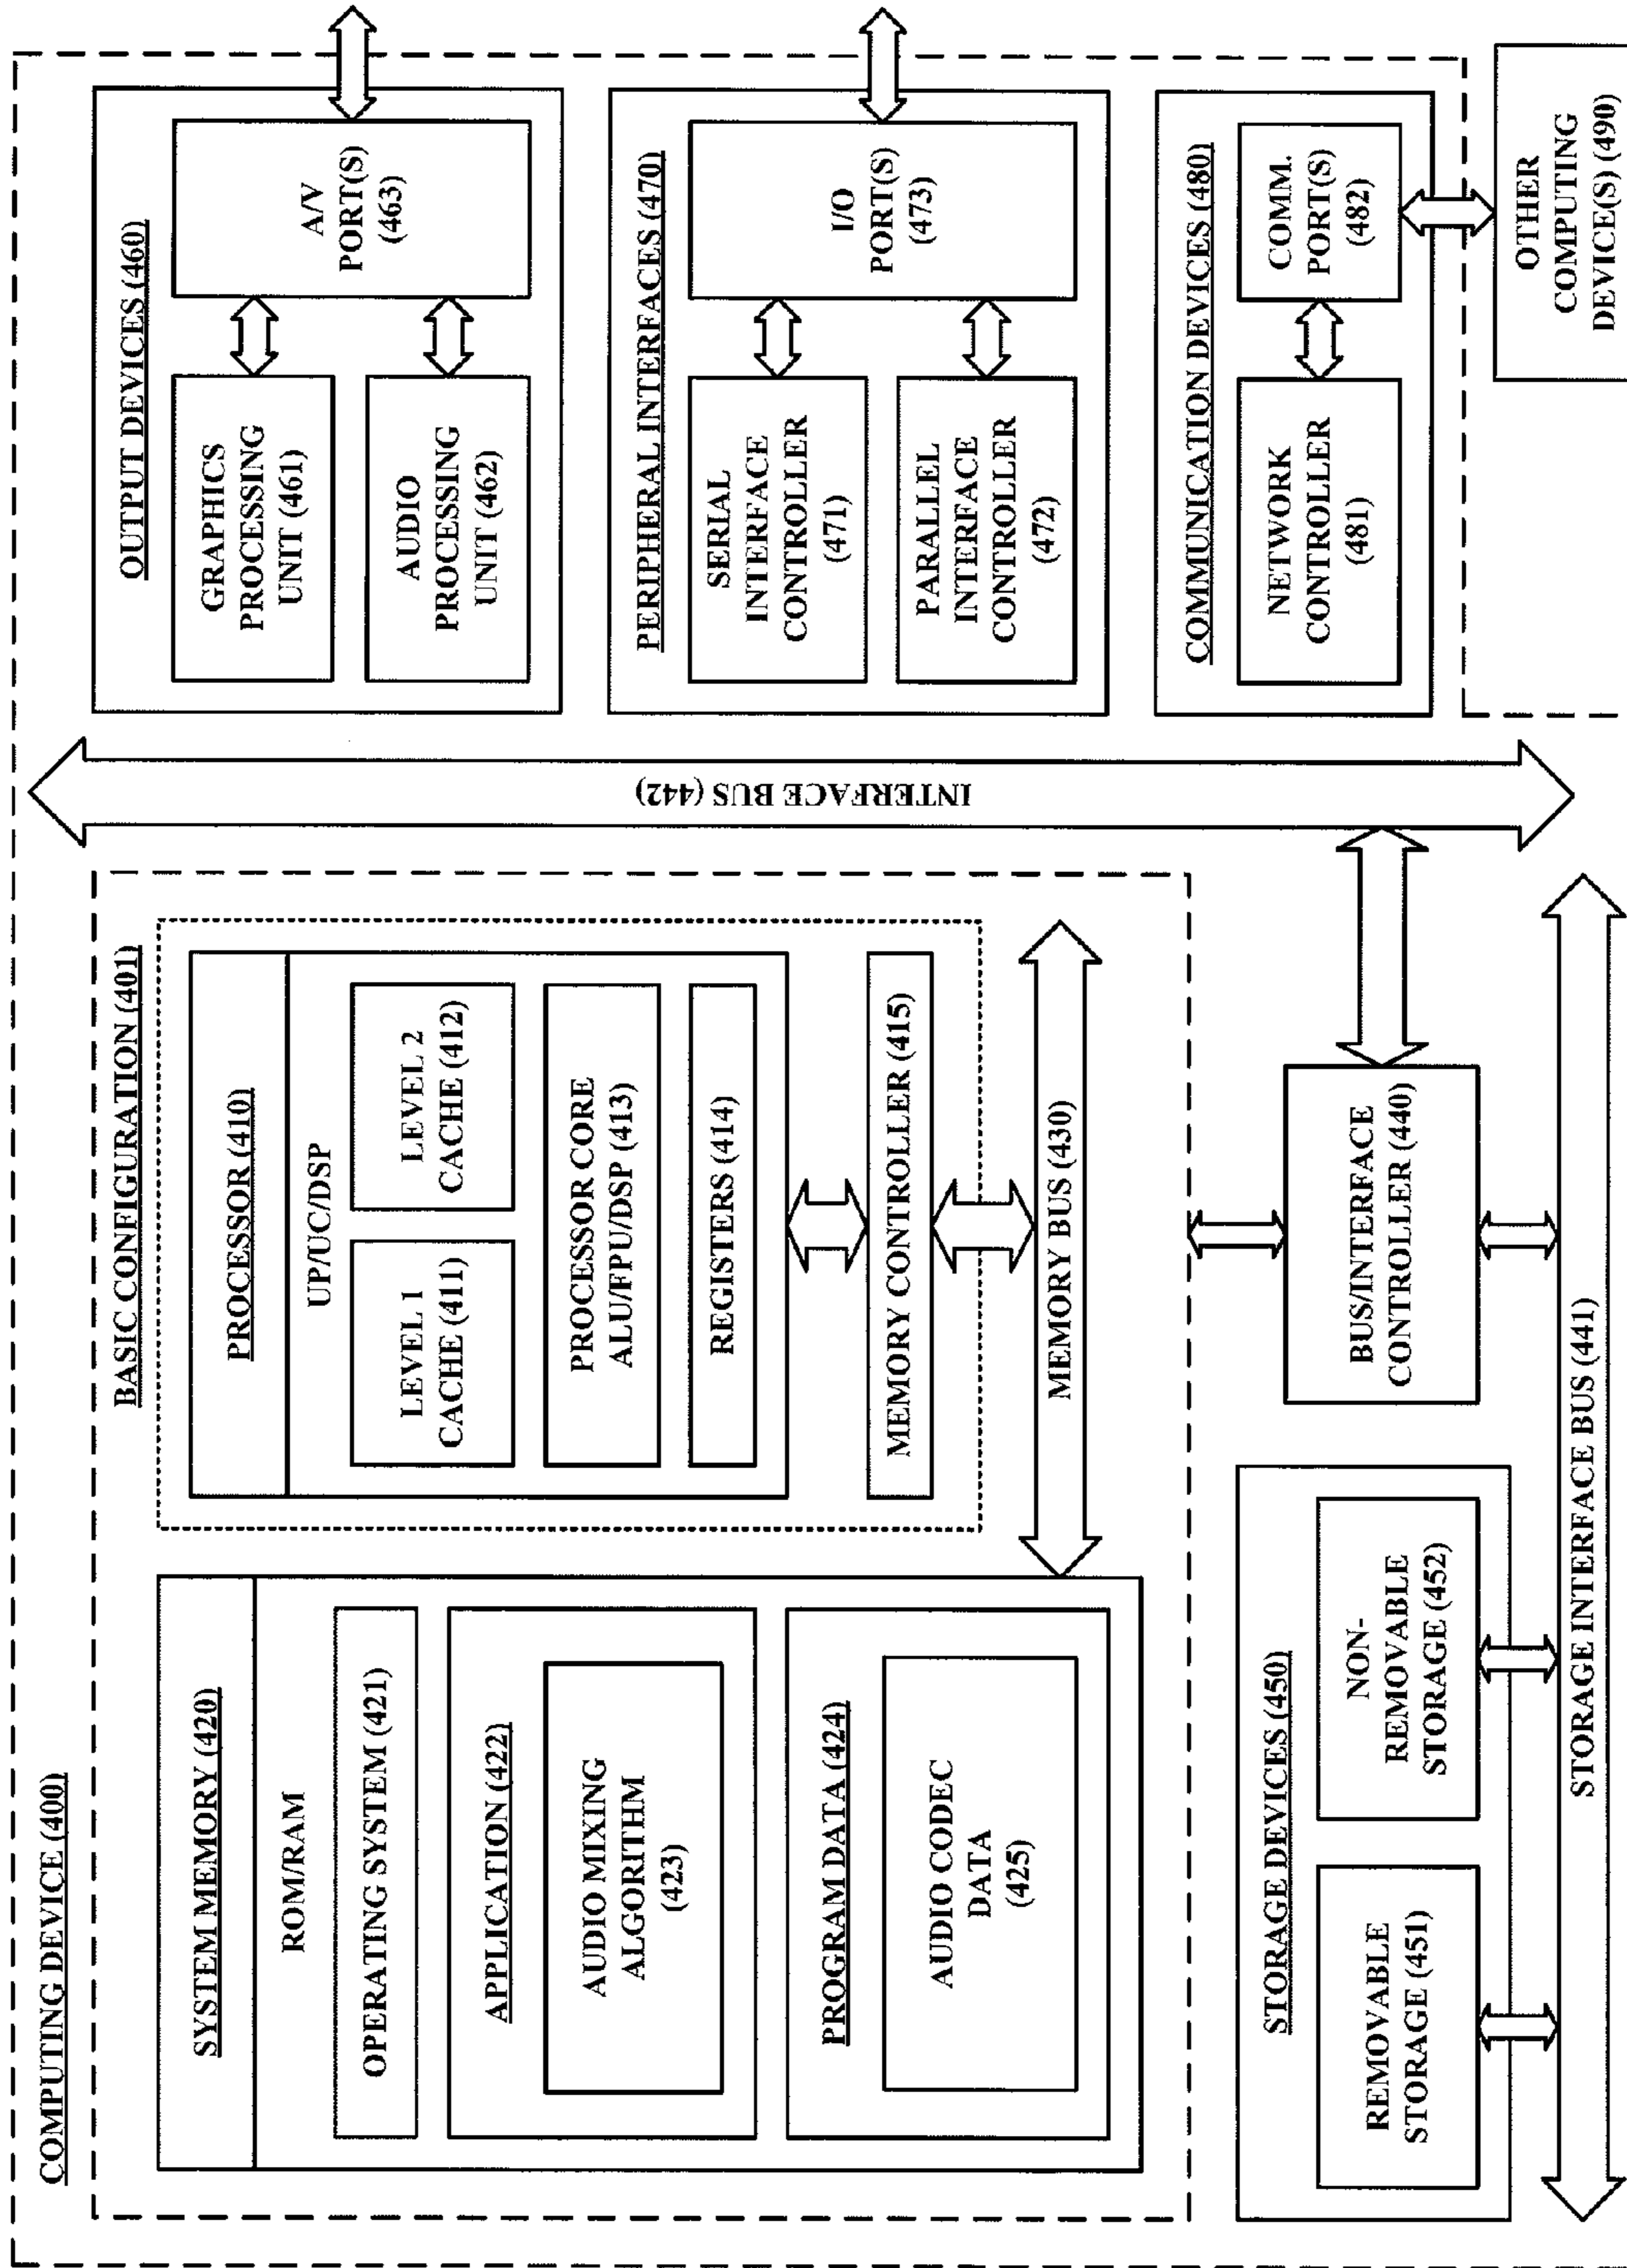 COMPUTING DEVICE (400)
BASIC CONFIGURATION (401)
SYSTEM MEMORY (420)
ROM/RAM
OPERATING SYSTEM (421)
APPLICATION (422)
AUDIO MIXING
ALGORITHM
(423)
PROGRAM DATA (424)
AUDIO CODEC
DATA
(425)
PROCESSOR (410)
UP/UC/DSP
LEVEL 1
CACHE (411)
LEVEL 2
CACHE (412)
PROCESSOR CORE
ALU/FPU/DSP (413)
REGISTERS (414)
MEMORY CONTROLLER (415)
MEMORY BUS (430)
BUS/INTERFACE
CONTROLLER (440)
STORAGE DEVICES (450)
REMOVABLE
STORAGE (451)
NON-
REMOVABLE
STORAGE (452)
STORAGE INTERFACE BUS (441)
INTERFACE BUS (442)
OUTPUT DEVICES (460)
GRAPHICS
PROCESSING
UNIT (461)
AUDIO
PROCESSING
UNIT (462)
A/V
PORT(S)
(463)
PERIPHERAL INTERFACES (470)
SERIAL
INTERFACE
CONTROLLER
(471)
PARALLEL
INTERFACE
CONTROLLER
(472)
I/O
PORT(S)
(473)
COMMUNICATION DEVICES (480)
NETWORK
CONTROLLER
(481)
COMM.
PORT(S)
(482)
OTHER
COMPUTING
DEVICE(S) (490)